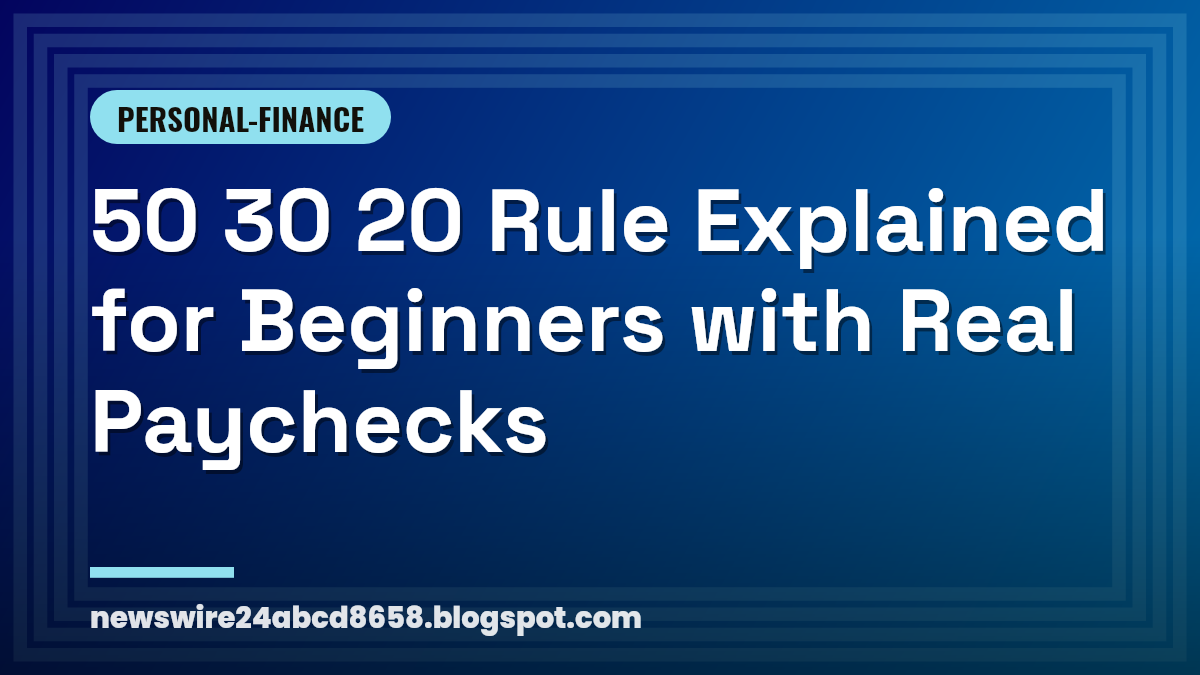 PERSONAL-FINANCE
50 30 20 Rule Explained
for Beginners with Real
Paychecks
newswire24abcd8658.blogspot.com